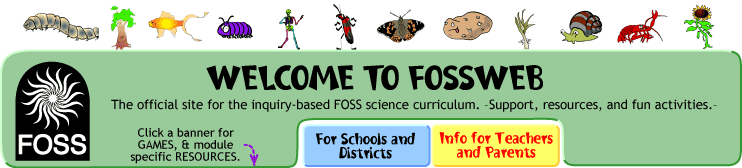 WELCOME TO FOSSWEB
The official site for the inquiry-based FOSS science curriculum. -Support, resources, and fun activities.-
FOSS
Click a banner for
GAMES, & module
specific RESOURCES.
For Schools and
Districts
Info for Teachers
and Parents